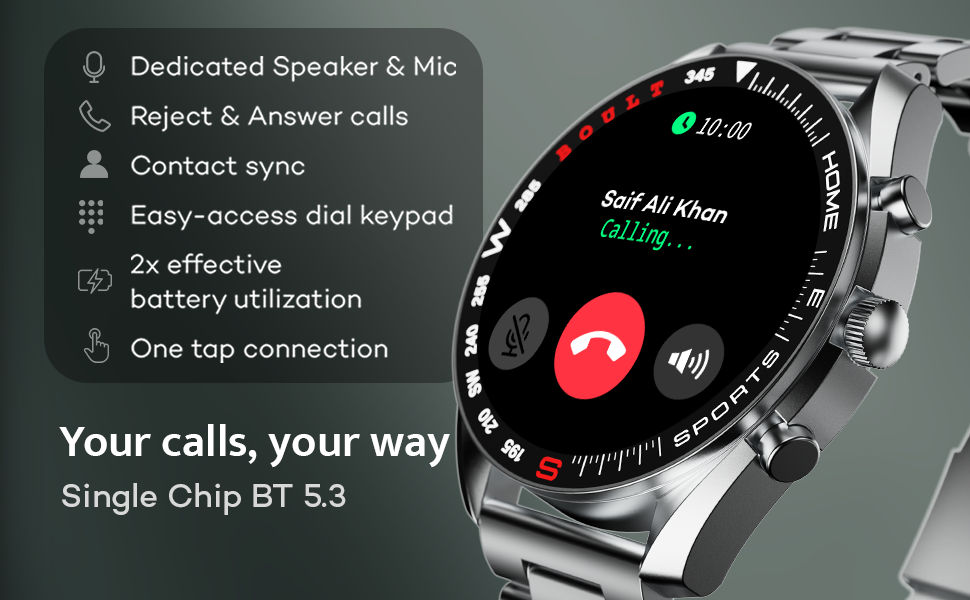 Dedicated Speaker & Mic
Reject & Answer calls
Contact sync
Easy-access dial keypad
2x effective
battery utilization
One tap connection
Your calls, your way
Single Chip BT 5.3
BOULT
345
HOME
E
SPORTS
S
195
210
SW
240
255
W
285
10:00
Saif Ali Khan
Calling...